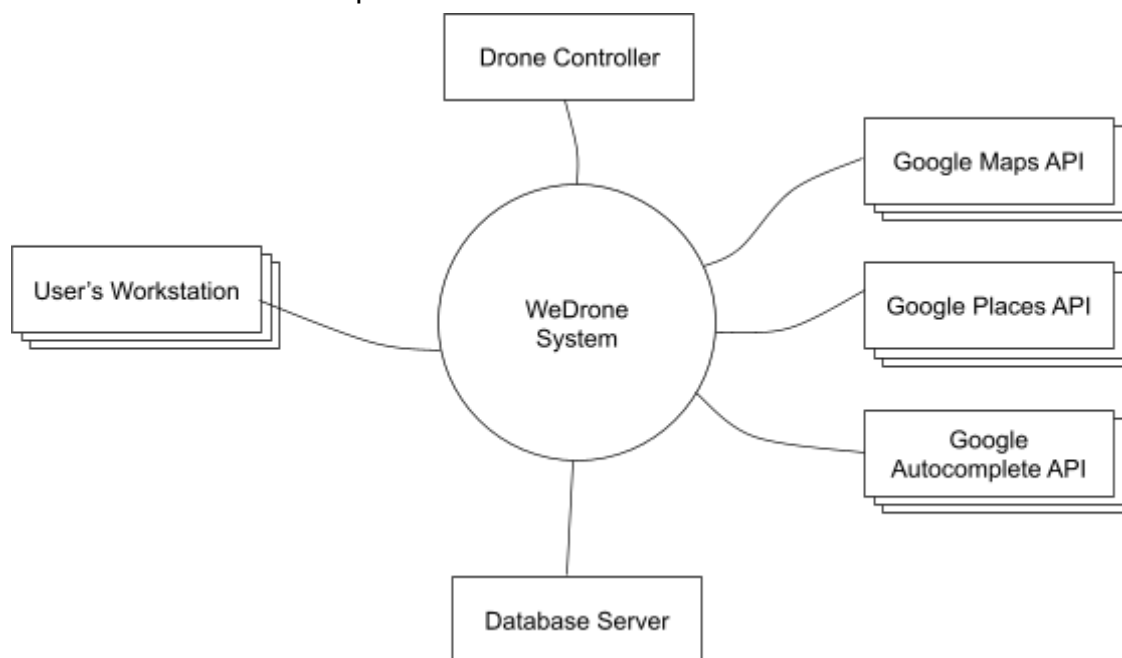 Drone Controller
Google Maps API
User's Workstation
WeDrone
System
Google Places API
Google
Autocomplete API
Database Server